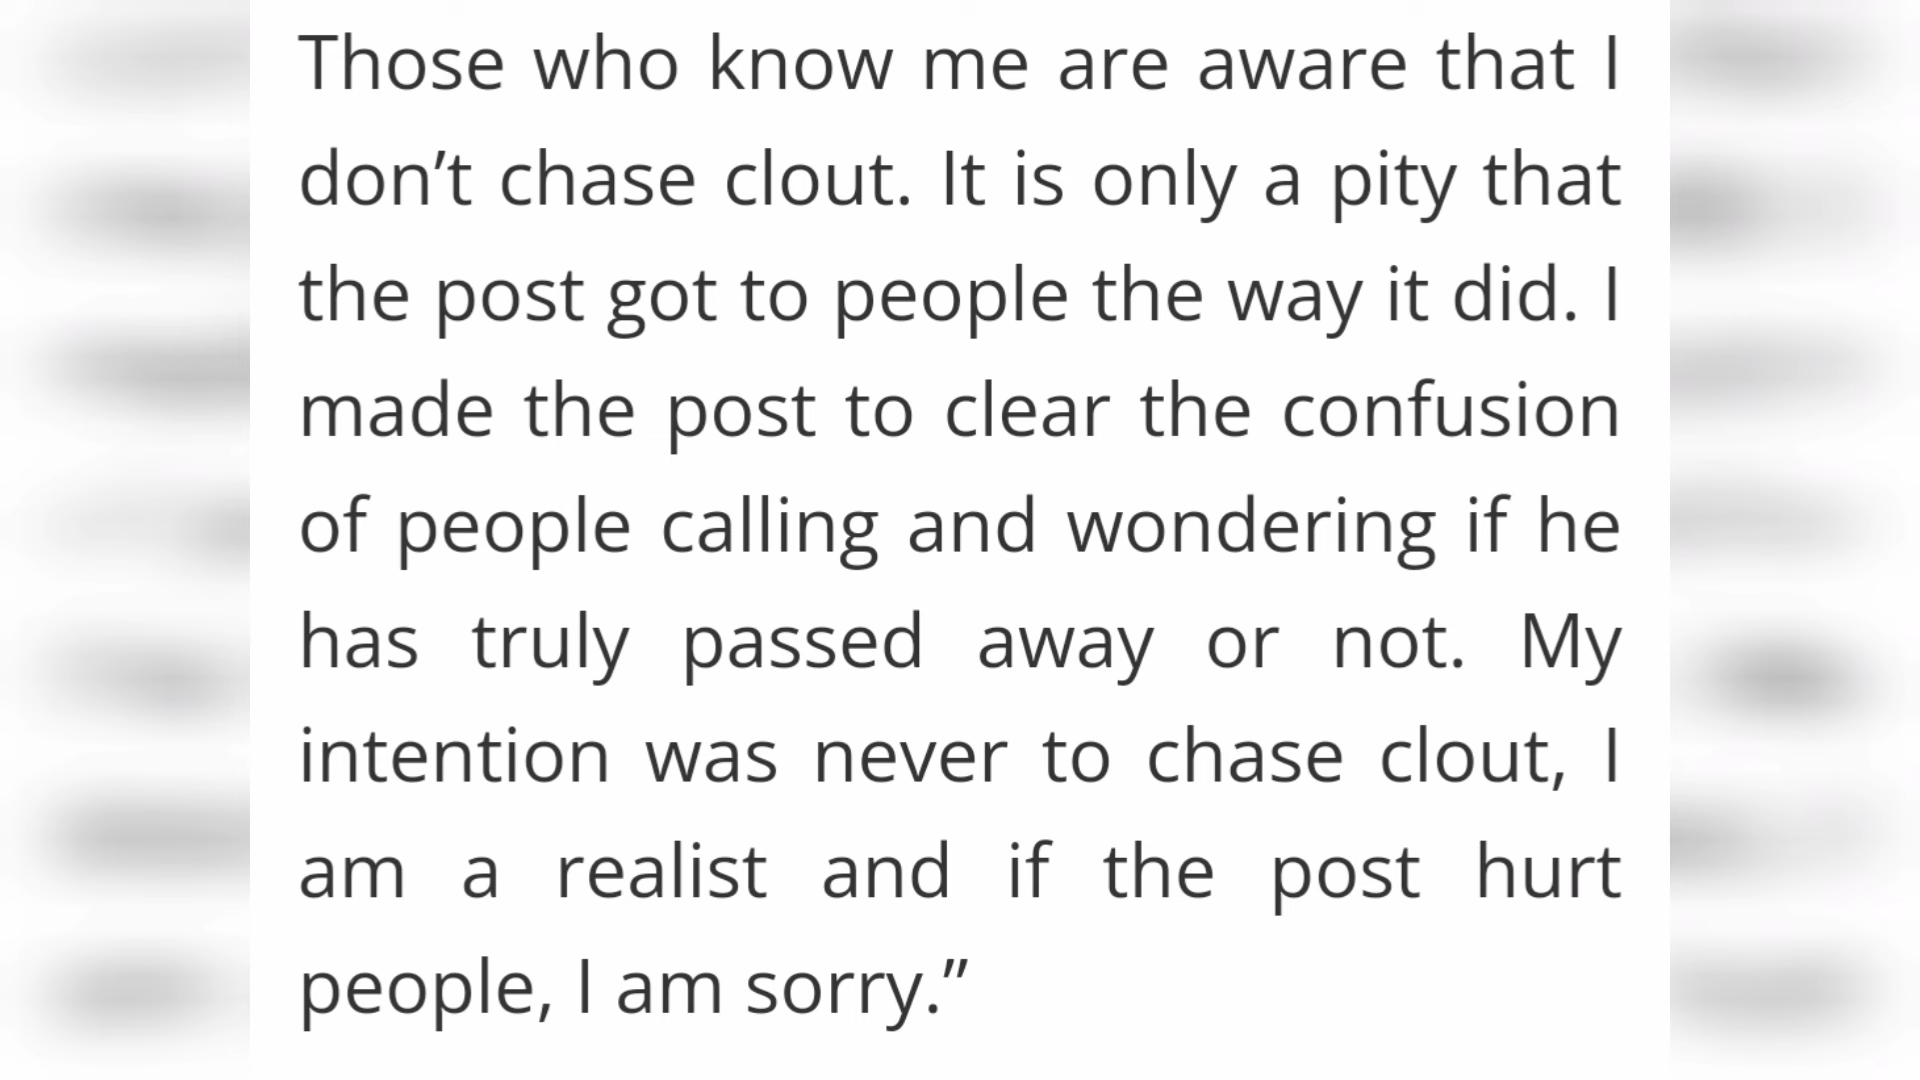 Those who know me are aware that I
don’t chase clout. It is only a pity that
the post got to people the way it did. I
made the post to clear the confusion
of people calling and wondering if he
has truly passed away or not. My
intention was never to chase clout, I
am a realist and if the post hurt
people, I am sorry.”